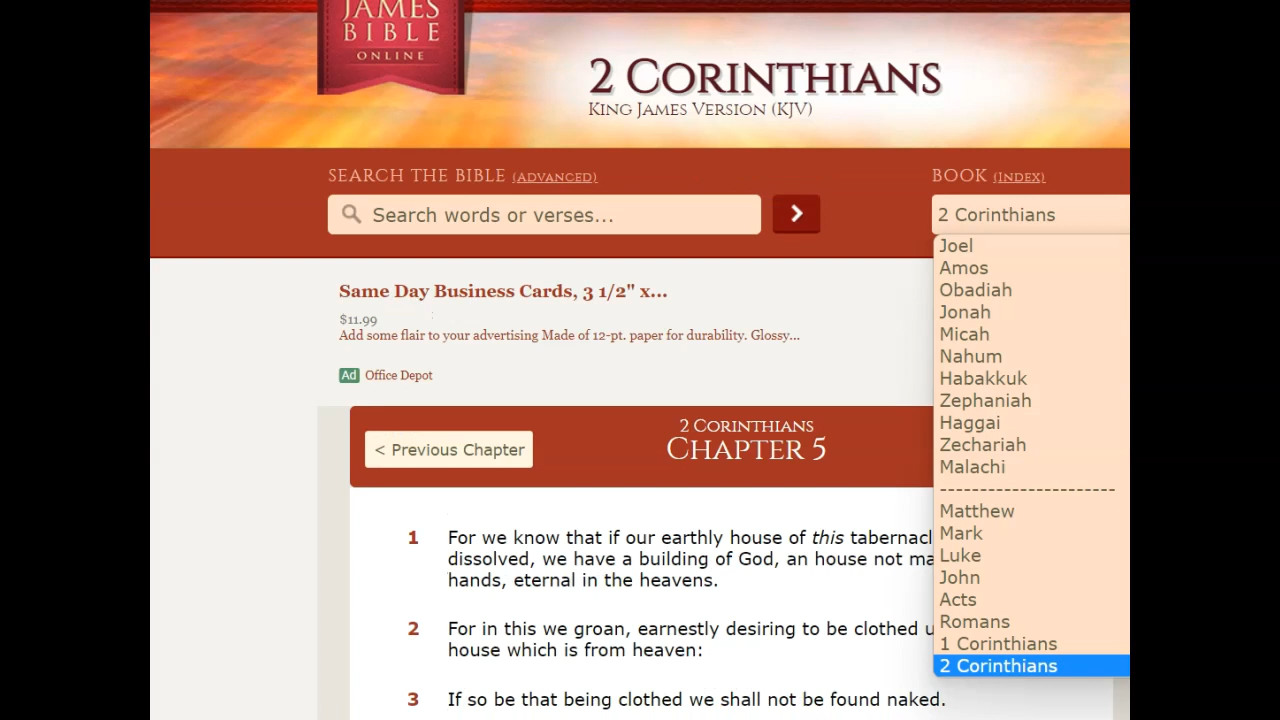 JAMES
BIBLE
ONLINE
2 CORINTHIANS
KING JAMES VERSION (KJV)
SEARCH THE BIBLE (ADVANCED)
Search words or verses...
BOOK (INDEX)
2 Corinthians
Joel
Amos
Obadiah
Jonah
Micah
Nahum
Habakkuk
Zephaniah
Haggai
Zechariah
Malachi
----------------------
Matthew
Mark
Luke
John
Acts
Romans
1 Corinthians
2 Corinthians
Same Day Business Cards, 3 1/2" x...
$11.99
Add some flair to your advertising Made of 12-pt. paper for durability. Glossy...
Ad Office Depot
< Previous Chapter
2 CORINTHIANS
CHAPTER 5
1 For we know that if our earthly house of this tabernacl
dissolved, we have a building of God, an house not ma
hands, eternal in the heavens.
2 For in this we groan, earnestly desiring to be clothed u
house which is from heaven:
3 If so be that being clothed we shall not be found naked.